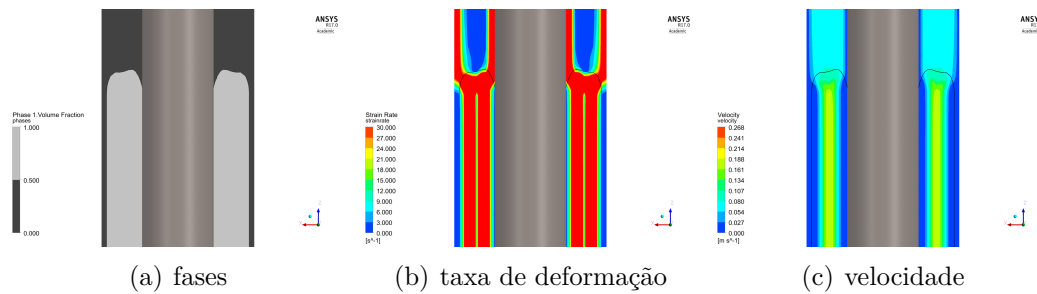 ANSYS
R17.0
Academic
Phase 1.Volume Fraction
phases
1.000
0.500
0.000
(a) fases
ANSYS
R17.0
Academic
Strain Rate
strainrate
30.000
27.000
24.000
21.000
18.000
15.000
12.000
9.000
6.000
3.000
0.000
[s^-1]
Z
(b) taxa de deformação
ANSYS
Velocity
velocity
0.268
0.241
0.214
0.188
0.161
0.134
0.107
0.080
0.054
0.027
0.000
[m s^-1]
(c) velocidade